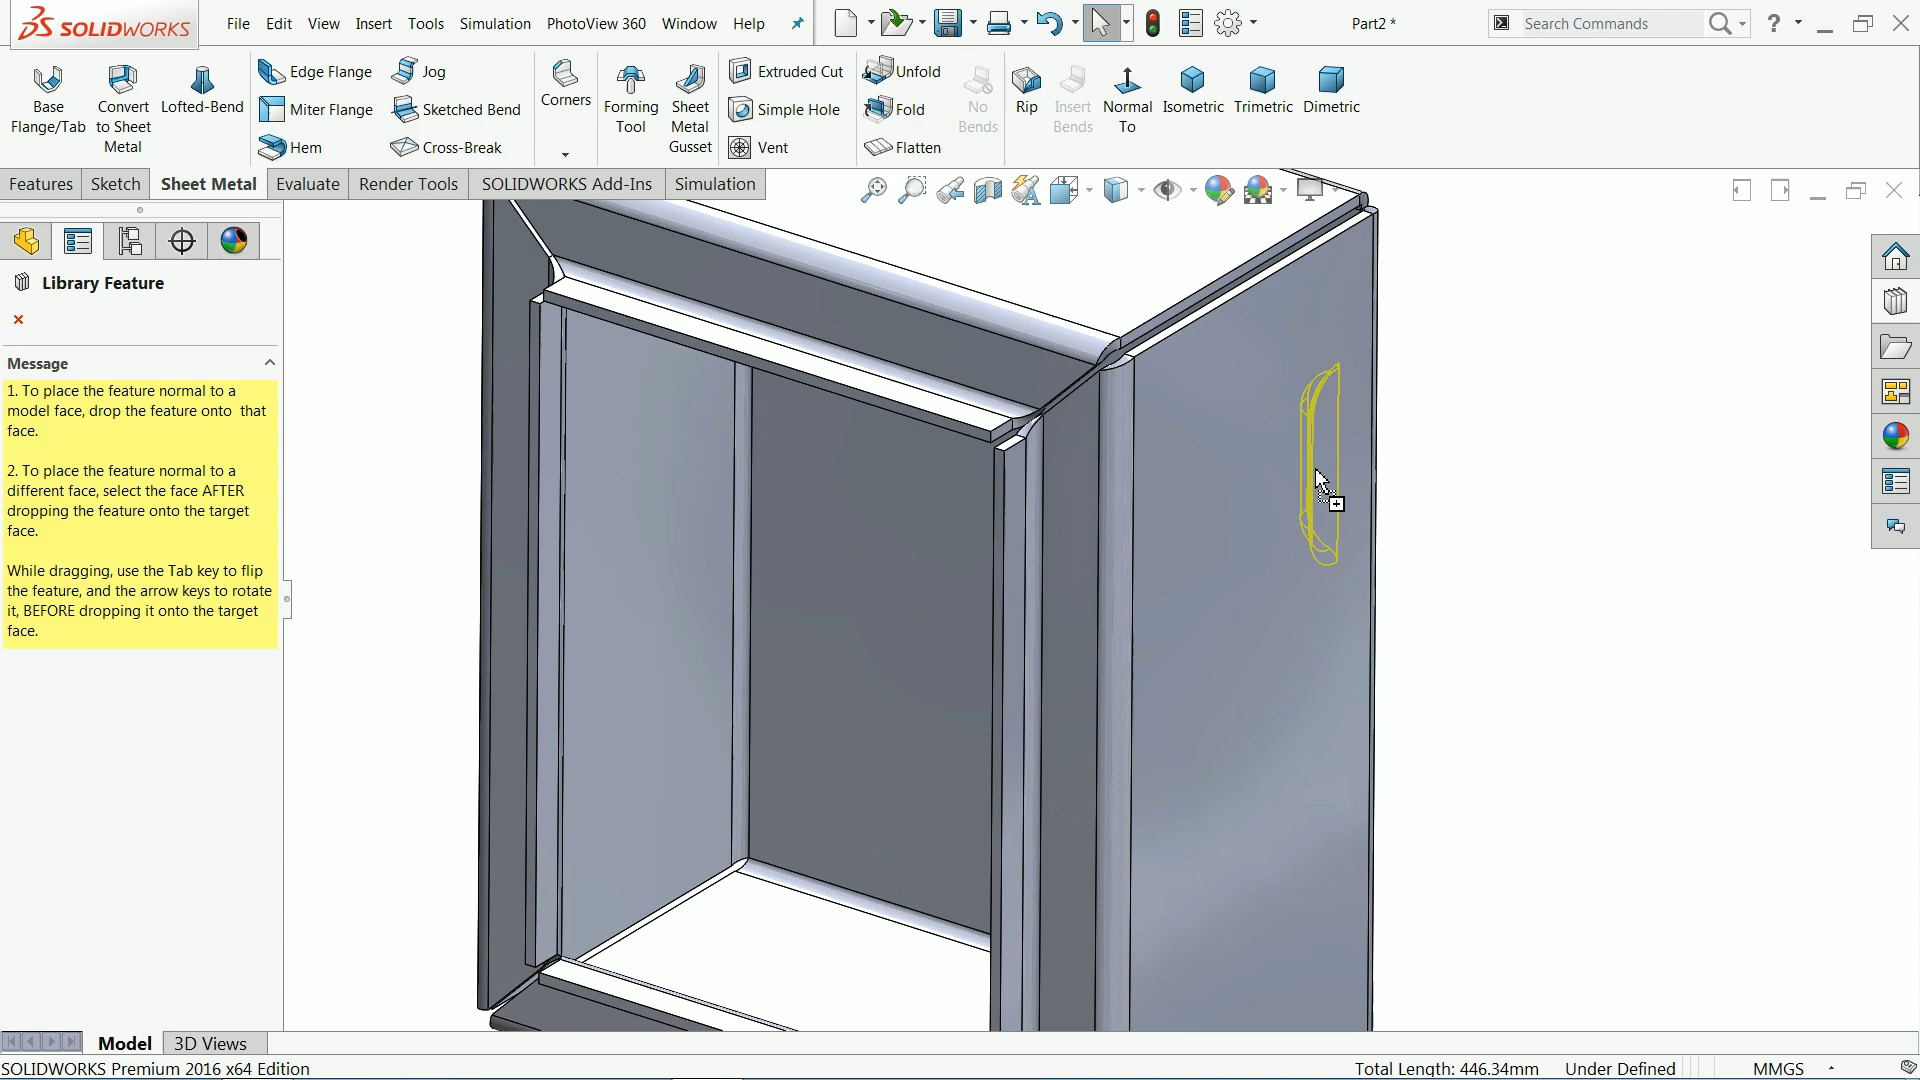 SOLIDWORKS
File Edit View Insert Tools Simulation PhotoView 360 Window Help
Part2 *
Search Commands
?
Base Flange/Tab
Convert to Sheet Metal
Lofted-Bend
Edge Flange
Miter Flange
Hem
Jog
Sketched Bend
Cross-Break
Corners
Forming Tool
Sheet Metal Gusset
Extruded Cut
Simple Hole
Vent
Unfold
Fold
Flatten
No Bends
Rip
Insert Bends
Normal To
Isometric
Trimetric
Dimetric
Features Sketch Sheet Metal Evaluate Render Tools SOLIDWORKS Add-Ins Simulation
Library Feature
Message
1. To place the feature normal to a
model face, drop the feature onto that
face.
2. To place the feature normal to a
different face, select the face AFTER
dropping the feature onto the target
face.
While dragging, use the Tab key to flip
the feature, and the arrow keys to rotate
it, BEFORE dropping it onto the target
face.
Model 3D Views
SOLIDWORKS Premium 2016 x64 Edition
Total Length: 446.34mm Under Defined MMGS